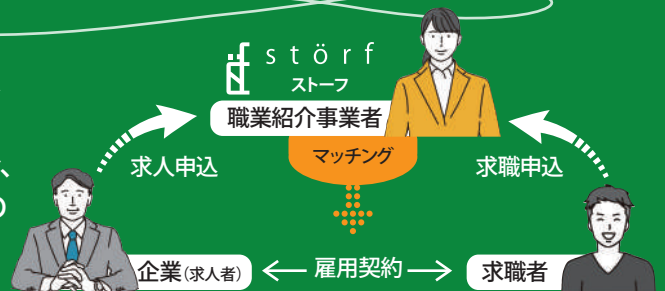 störf
ストーフ
職業紹介事業者
マッチング
求人申込
求職申込
、
の
企業(求人者)
雇用契約
求職者